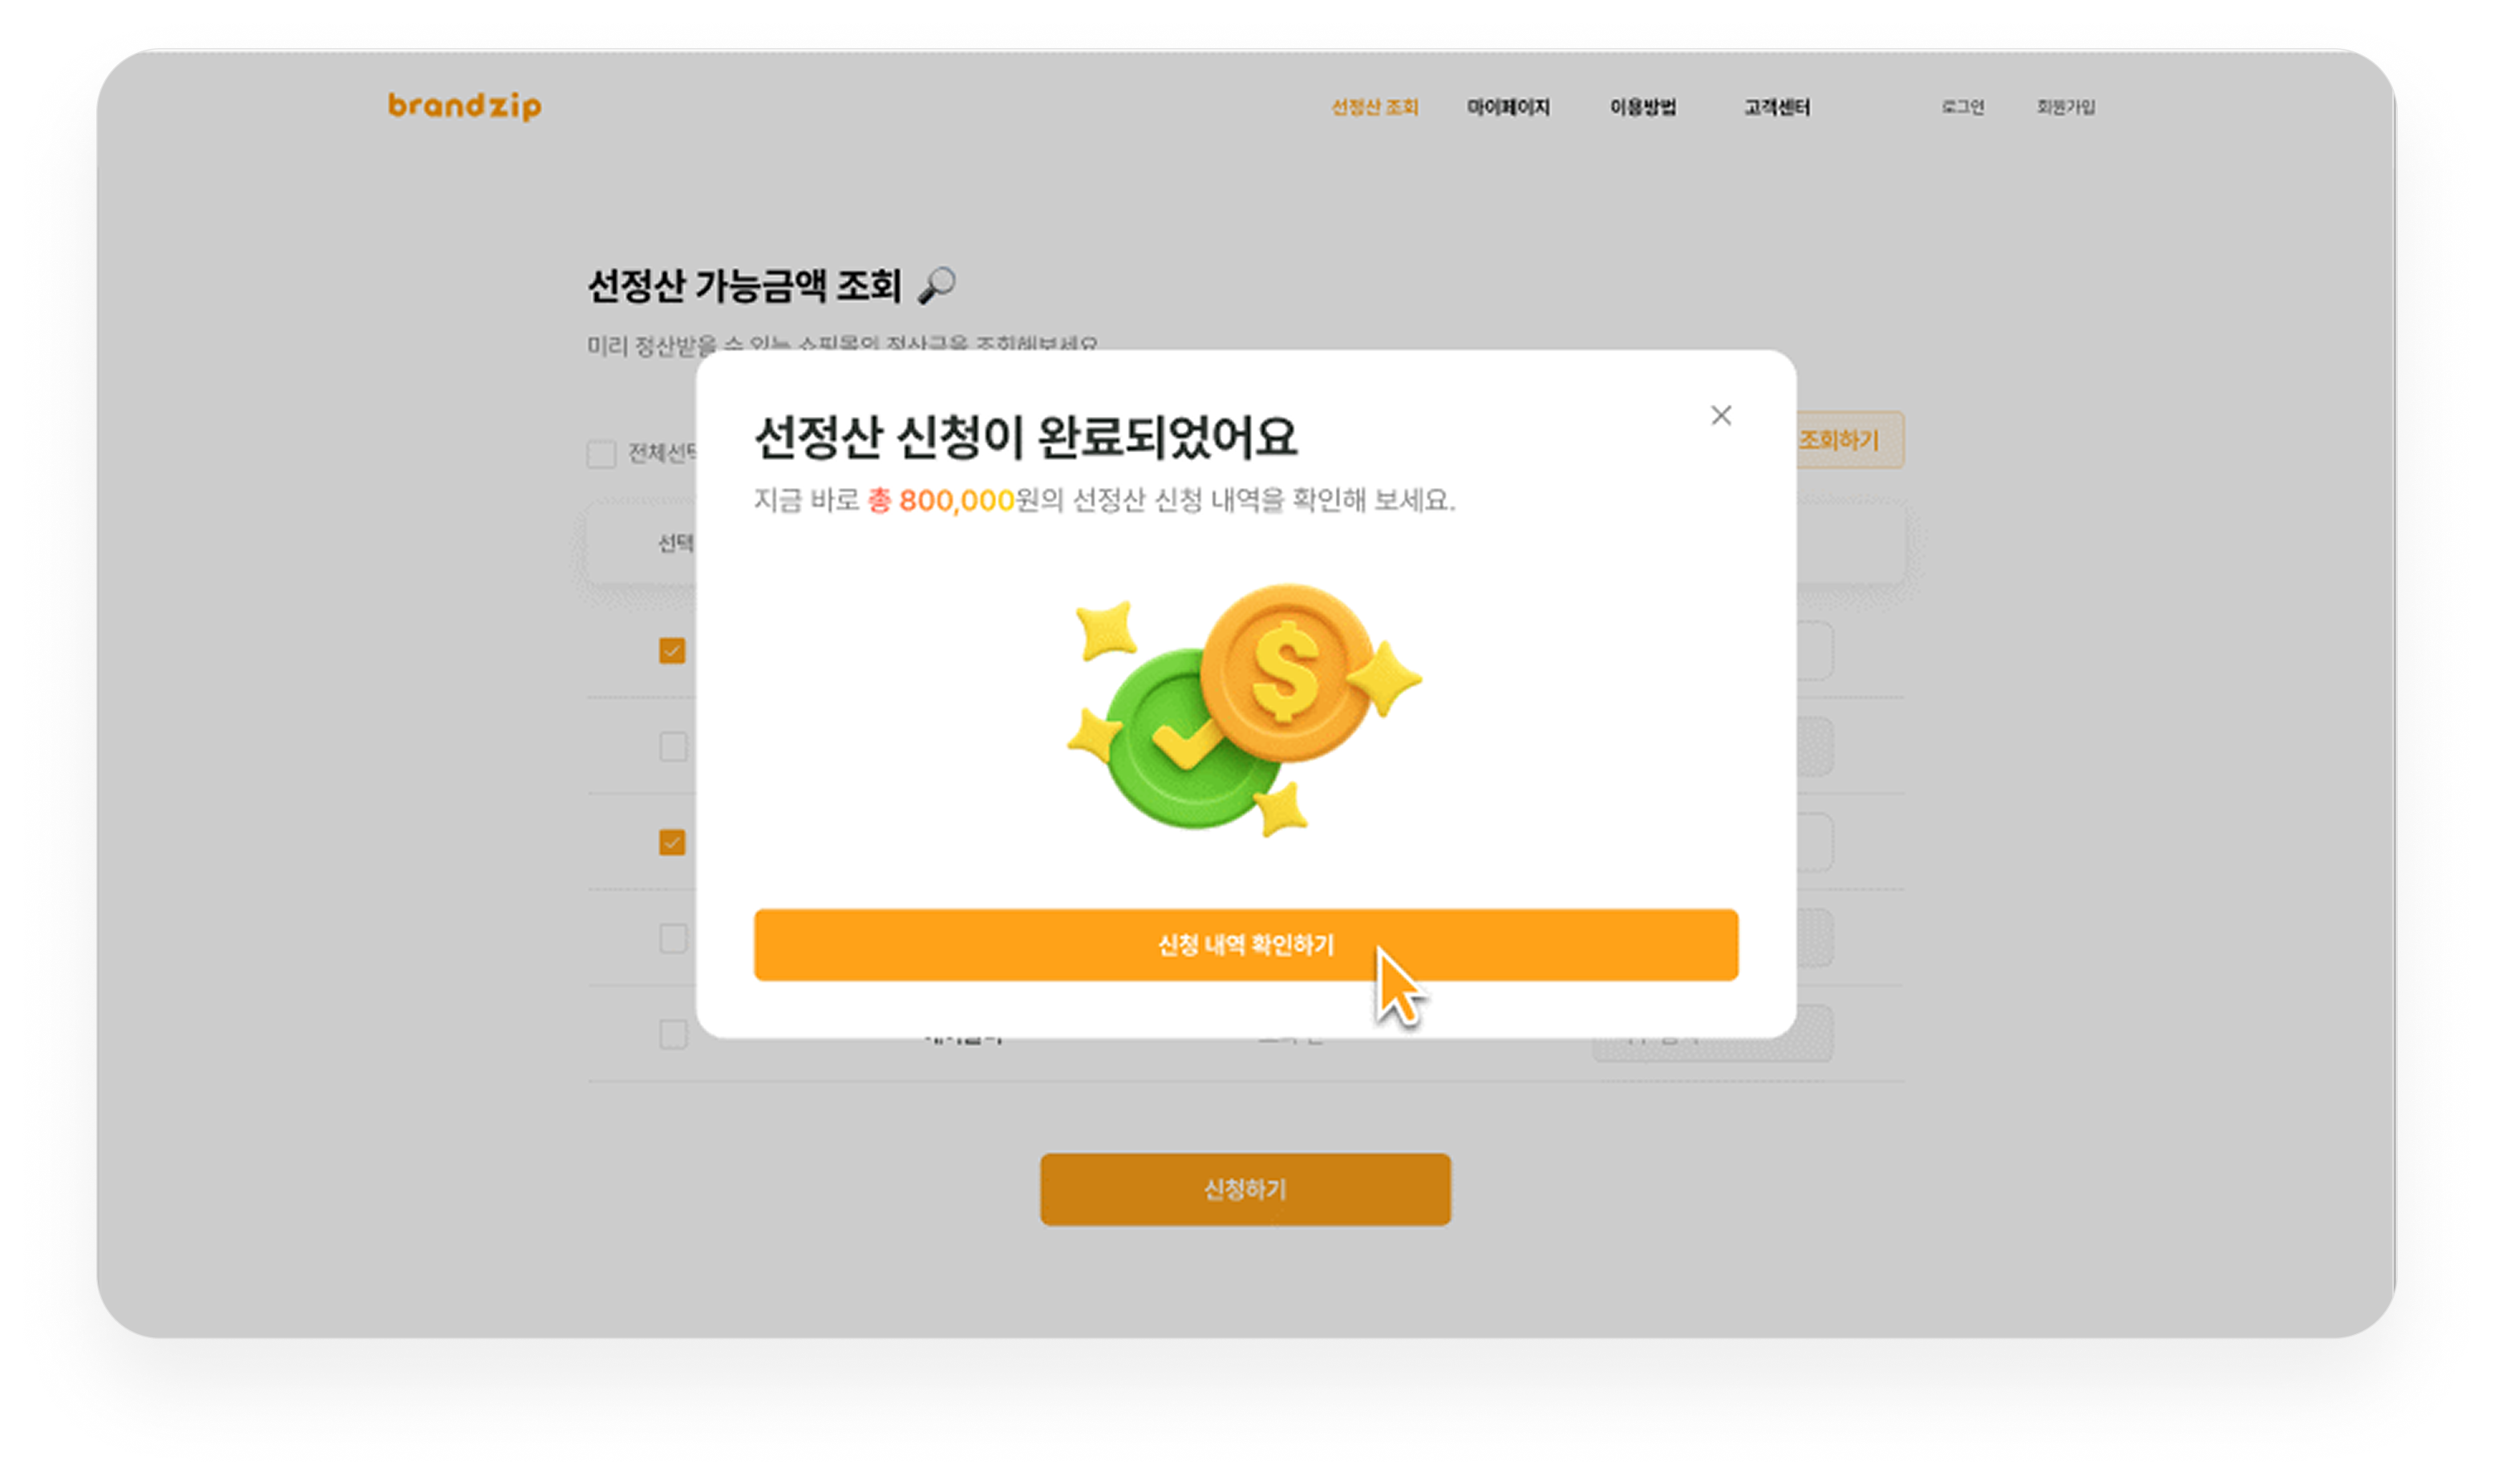 brandzip
선정산 조회 마이페이지 이용방법 고객센터 로그인 회원가입
선정산 가능금액 조회
미리 정산받을 수 있는 쇼핑몰의 정산금을 조회해보세요
선정산 신청이 완료되었어요
지금 바로 총 800,000원의 선정산 신청 내역을 확인해 보세요.
전체선택
조회하기
선택
신청 내역 확인하기
신청하기